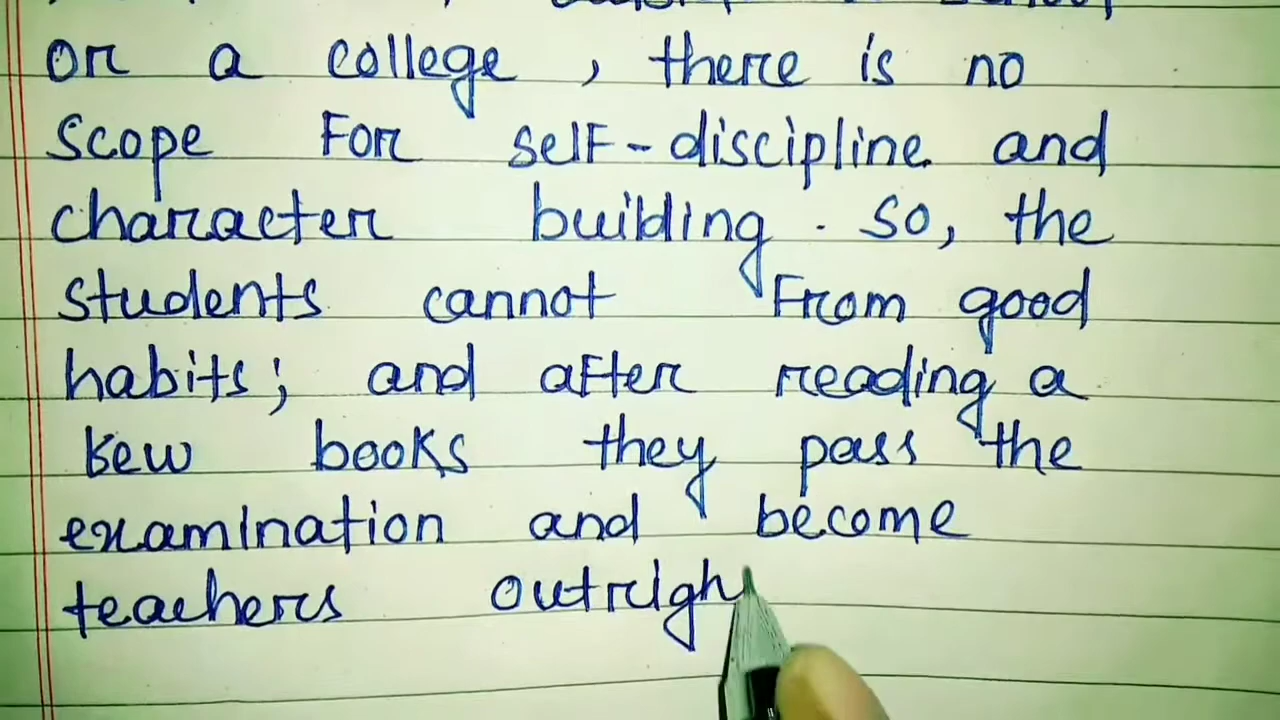 or a college , there is no
scope For self-discipline and
character building . so, the
students cannot From good
habits; and after reading a
kew books they pass the
examination and become
teachers outrigh